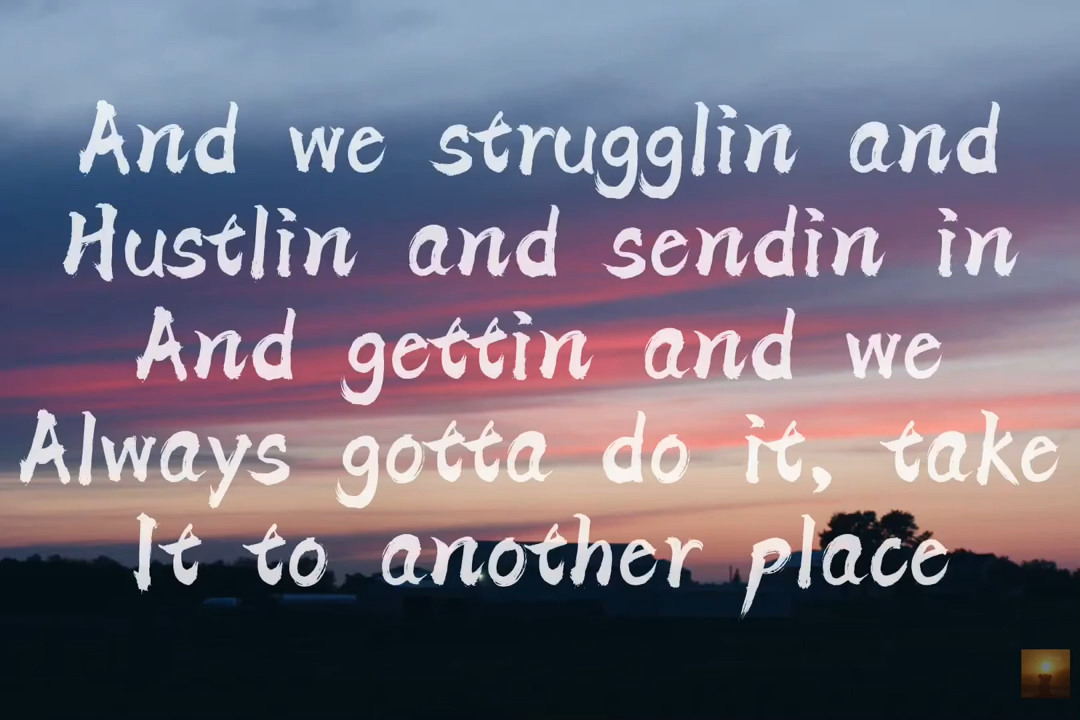 And we strugglin and
Hustlin and sendin in
And gettin and we
Always gotta do it, take
It to another place